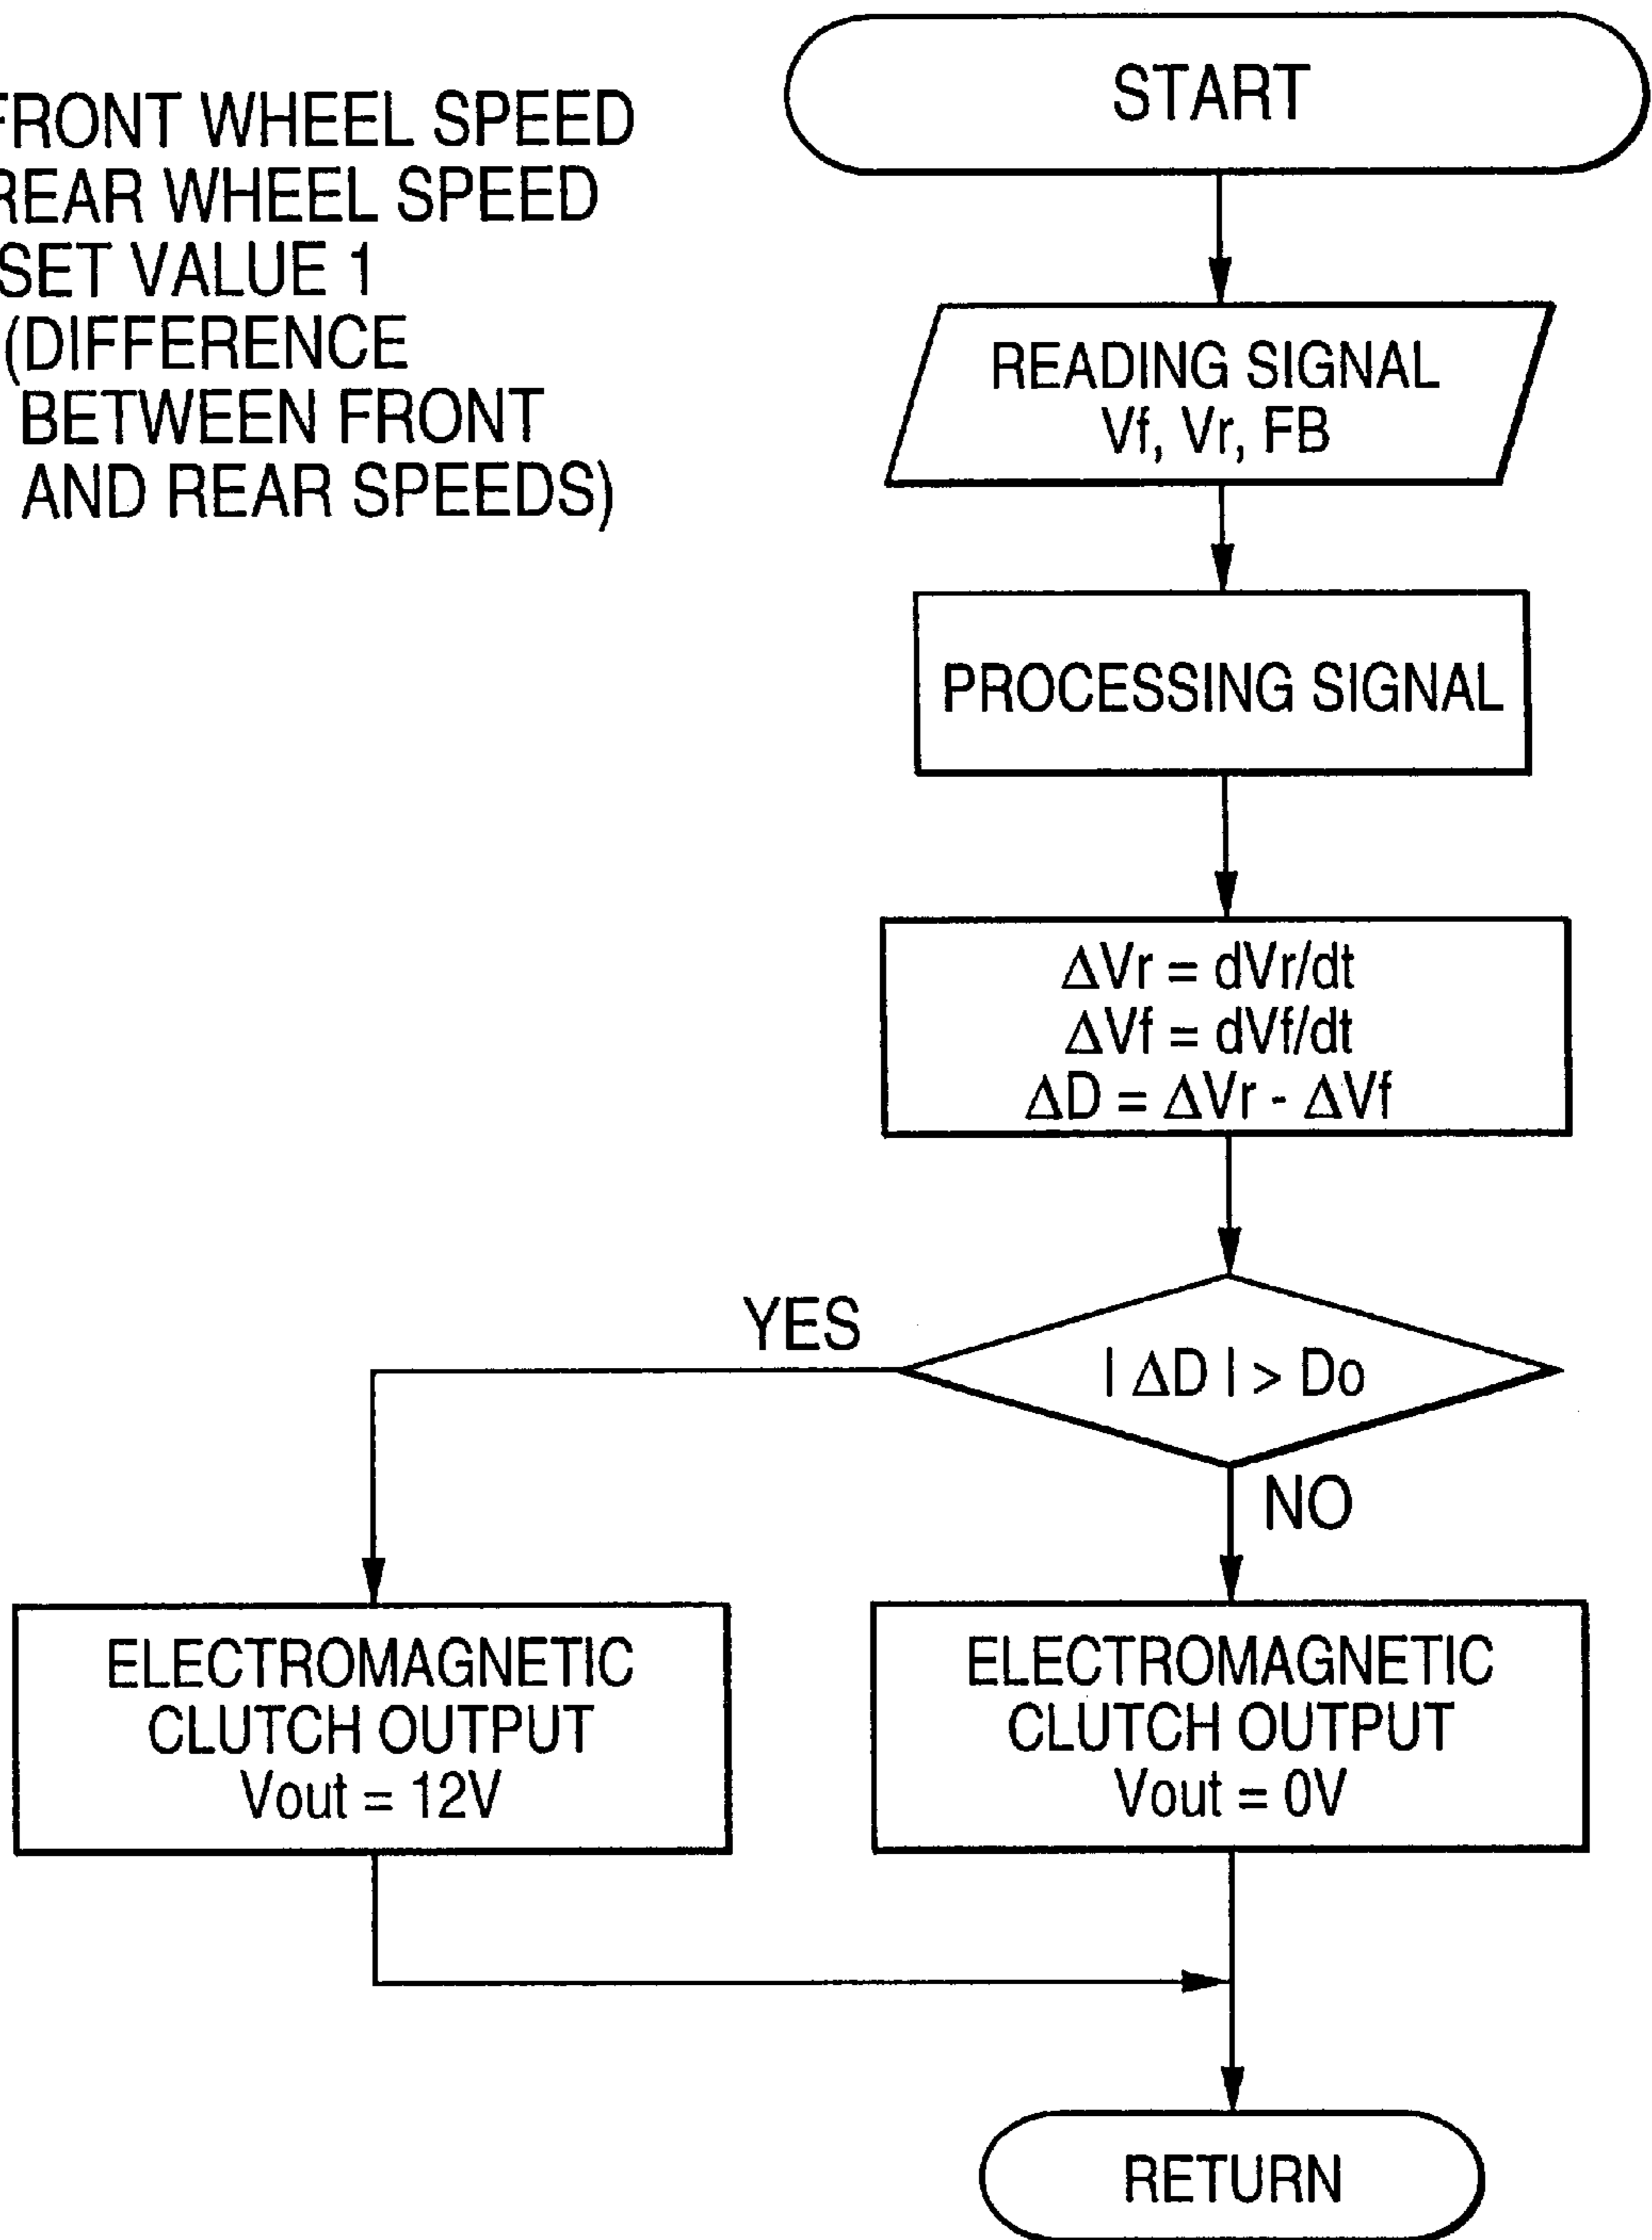 FRONT WHEEL SPEED
REAR WHEEL SPEED
SET VALUE 1
(DIFFERENCE
BETWEEN FRONT
AND REAR SPEEDS)
START
READING SIGNAL
Vf, Vr, FB
PROCESSING SIGNAL
ΔVr = dVr/dt
ΔVf = dVf/dt
ΔD = ΔVr - ΔVf
| ΔD | > Do
YES
NO
ELECTROMAGNETIC
CLUTCH OUTPUT
Vout = 12V
ELECTROMAGNETIC
CLUTCH OUTPUT
Vout = 0V
RETURN